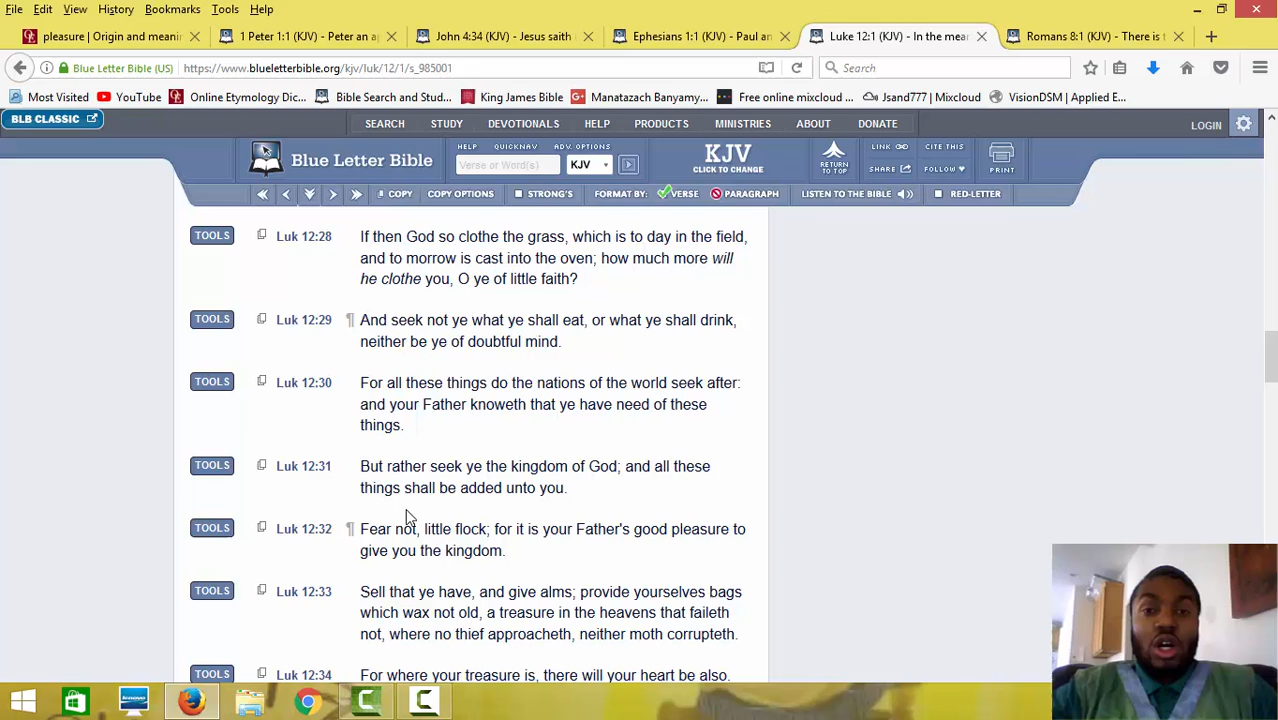 File Edit View History Bookmarks Tools Help
pleasure | Origin and meanin
1 Peter 1:1 (KJV) - Peter an a
John 4:34 (KJV) - Jesus saith
Ephesians 1:1 (KJV) - Paul an
Luke 12:1 (KJV) - In the mea
Romans 8:1 (KJV) - There is
Blue Letter Bible (US) https://www.blueletterbible.org/kjv/luk/12/1/s_985001 Search
Most Visited YouTube Online Etymology Dic... Bible Search and Stud... King James Bible Manatazach Banyamy... Free online mixcloud ... Jsand777 | Mixcloud VisionDSM | Applied E...
BLB CLASSIC SEARCH STUDY DEVOTIONALS HELP PRODUCTS MINISTRIES ABOUT DONATE LOGIN
HELP QUICKNAV ADV. OPTIONS
Blue Letter Bible Verse or Word(s) KJV
KJV
CLICK TO CHANGE
RETURN
TO TOP
LINK CITE THIS
SHARE FOLLOW
PRINT
COPY COPY OPTIONS STRONG'S FORMAT BY: VERSE PARAGRAPH LISTEN TO THE BIBLE RED-LETTER
TOOLS Luk 12:28 If then God so clothe the grass, which is to day in the field,
and to morrow is cast into the oven; how much more will
he clothe you, O ye of little faith?
TOOLS Luk 12:29 ¶ And seek not ye what ye shall eat, or what ye shall drink,
neither be ye of doubtful mind.
TOOLS Luk 12:30 For all these things do the nations of the world seek after:
and your Father knoweth that ye have need of these
things.
TOOLS Luk 12:31 But rather seek ye the kingdom of God; and all these
things shall be added unto you.
TOOLS Luk 12:32 ¶ Fear not, little flock; for it is your Father's good pleasure to
give you the kingdom.
TOOLS Luk 12:33 Sell that ye have, and give alms; provide yourselves bags
which wax not old, a treasure in the heavens that faileth
not, where no thief approacheth, neither moth corrupteth.
TOOLS Luk 12:34 For where your treasure is, there will your heart be also.